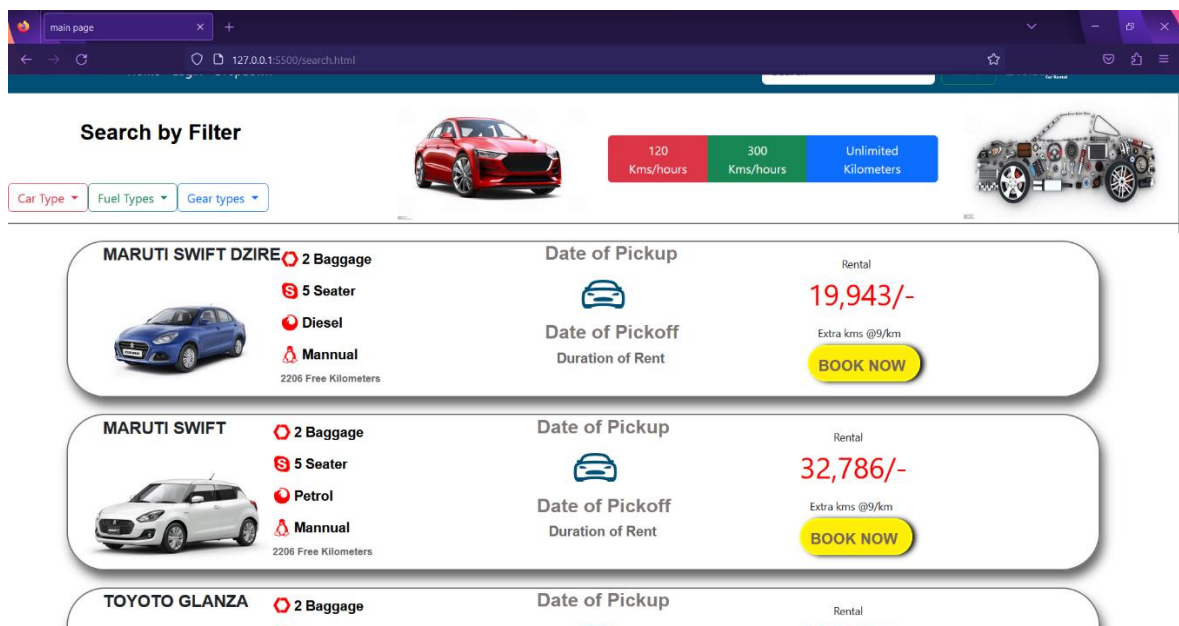 main page
127.0.0.1:5500/search.html
Search by Filter
120
Kms/hours
300
Kms/hours
Unlimited
Kilometers
Car Type
Fuel Types
Gear types
MARUTI SWIFT DZIRE
2 Baggage
5 Seater
Diesel
Mannual
2206 Free Kilometers
Date of Pickup
Date of Pickoff
Duration of Rent
Rental
19,943/-
Extra kms @9/km
BOOK NOW
MARUTI SWIFT
2 Baggage
5 Seater
Petrol
Mannual
2206 Free Kilometers
Date of Pickup
Date of Pickoff
Duration of Rent
Rental
32,786/-
Extra kms @9/km
BOOK NOW
TOYOTO GLANZA
2 Baggage
Date of Pickup
Rental